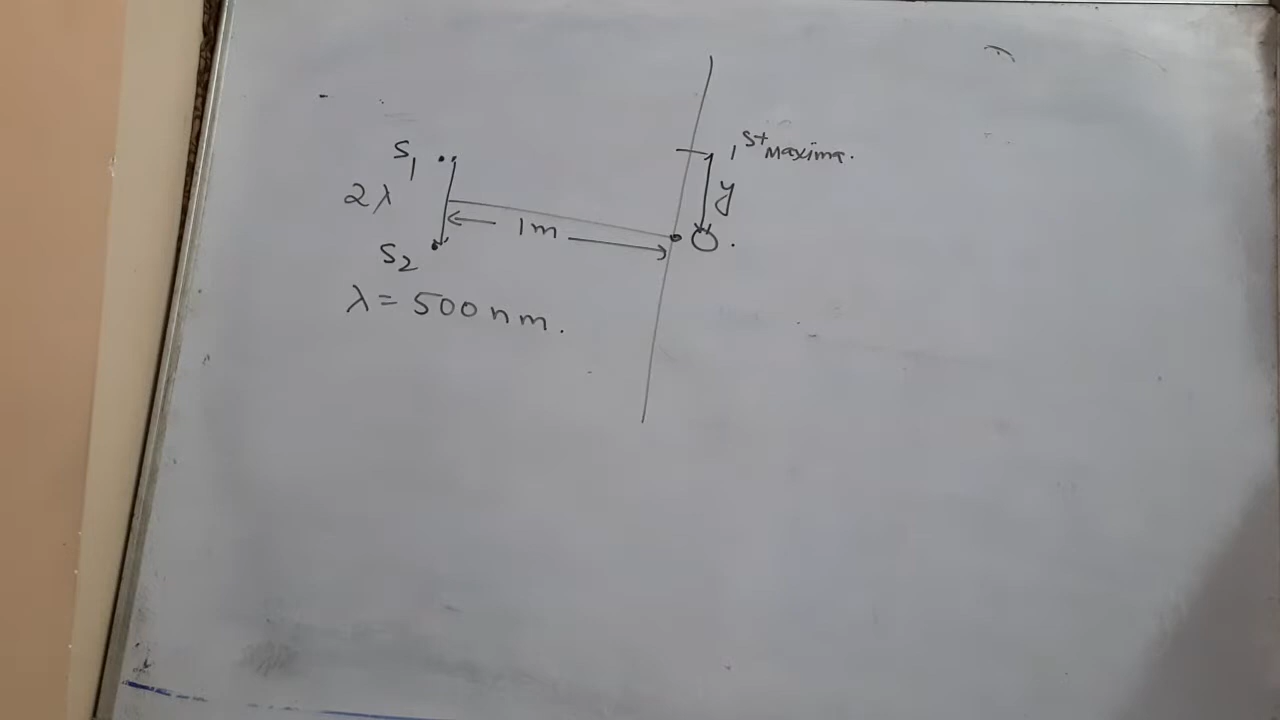 S1
2λ
S2
λ = 500 nm.
1m
1st Maxima.
y
O.